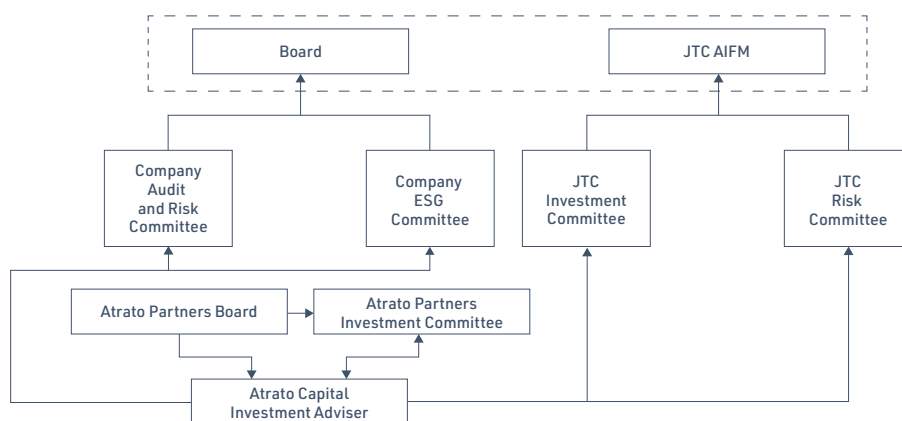 Board
JTC AIFM
Company
Audit
and Risk
Committee
Company
ESG
Committee
JTC
Investment
Committee
JTC
Risk
Committee
Atrato Partners Board
Atrato Partners
Investment Committee
Atrato Capital
Investment Adviser